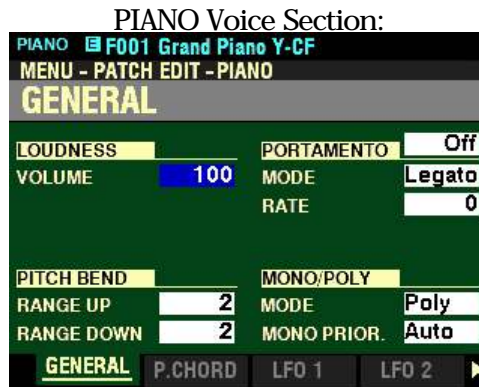 PIANO Voice Section:
PIANO E F001 Grand Piano Y-CF
MENU - PATCH EDIT - PIANO
GENERAL
LOUDNESS PORTAMENTO Off
VOLUME 100 MODE Legato
RATE 0
PITCH BEND MONO/POLY
RANGE UP 2 MODE Poly
RANGE DOWN 2 MONO PRIOR. Auto
GENERAL P.CHORD LFO 1 LFO 2